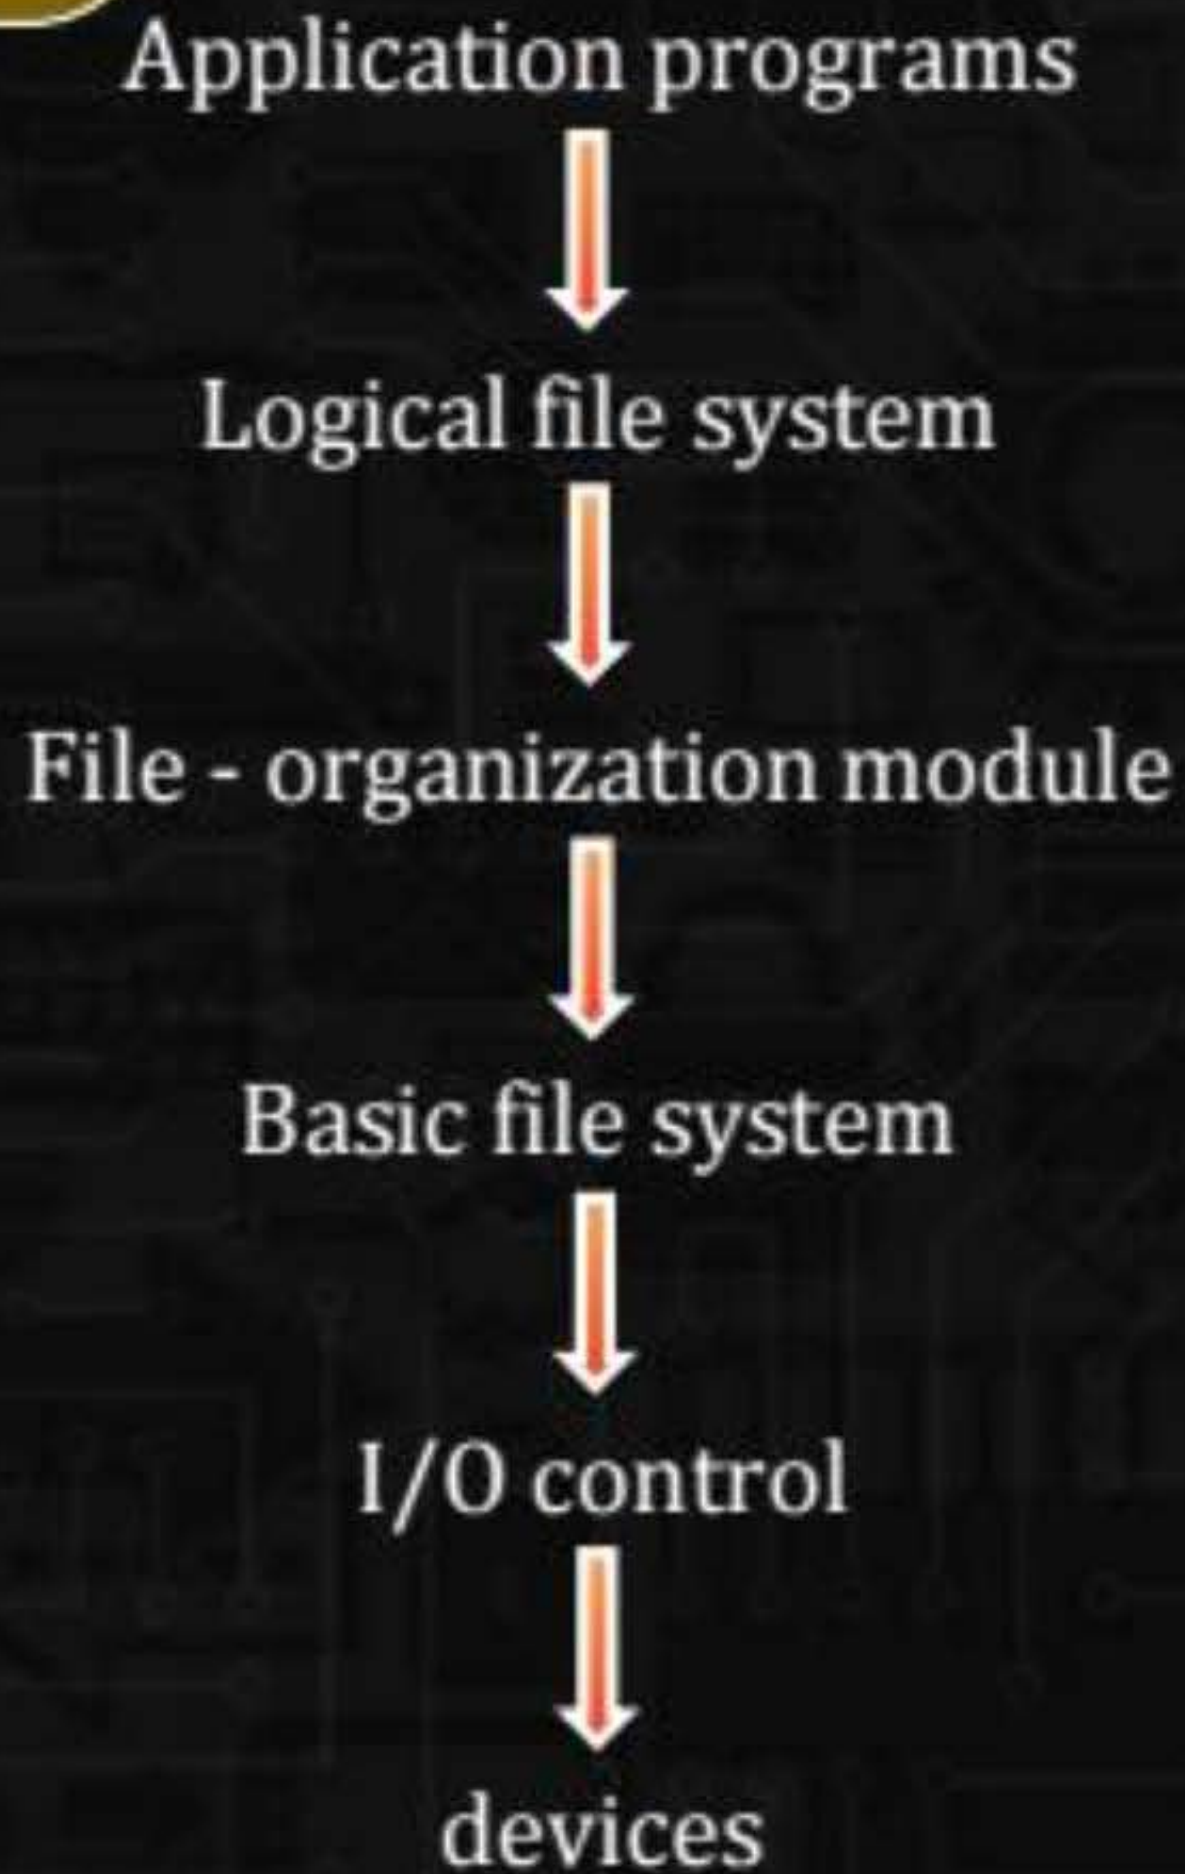 Application programs
Logical file system
File - organization module
Basic file system
I/O control
devices